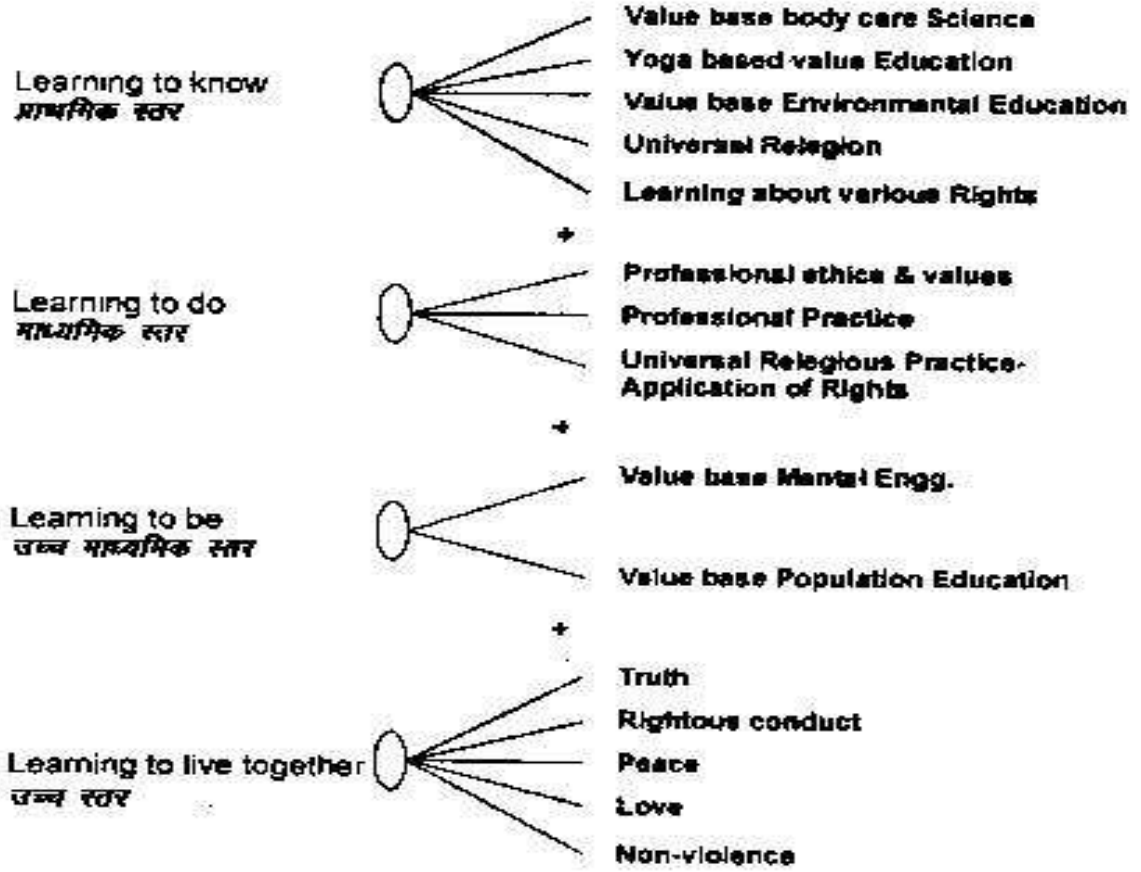 Value base body care Science
Yoga based value Education
Learning to know
प्राथमिक स्तर
Value base Environmental Education
Universal Relegion
Learning about various Rights
+
Professional ethics & values
Learning to do
माध्यमिक स्तर
Professional Practice
Universal Relegious Practice-
Application of Rights
+
Value base Mental Engg.
Learning to be
उच्च माध्यमिक स्तर
Value base Population Education
+
Truth
Rightous conduct
Learning to live together
उच्च स्तर
Peace
Love
Non-violence